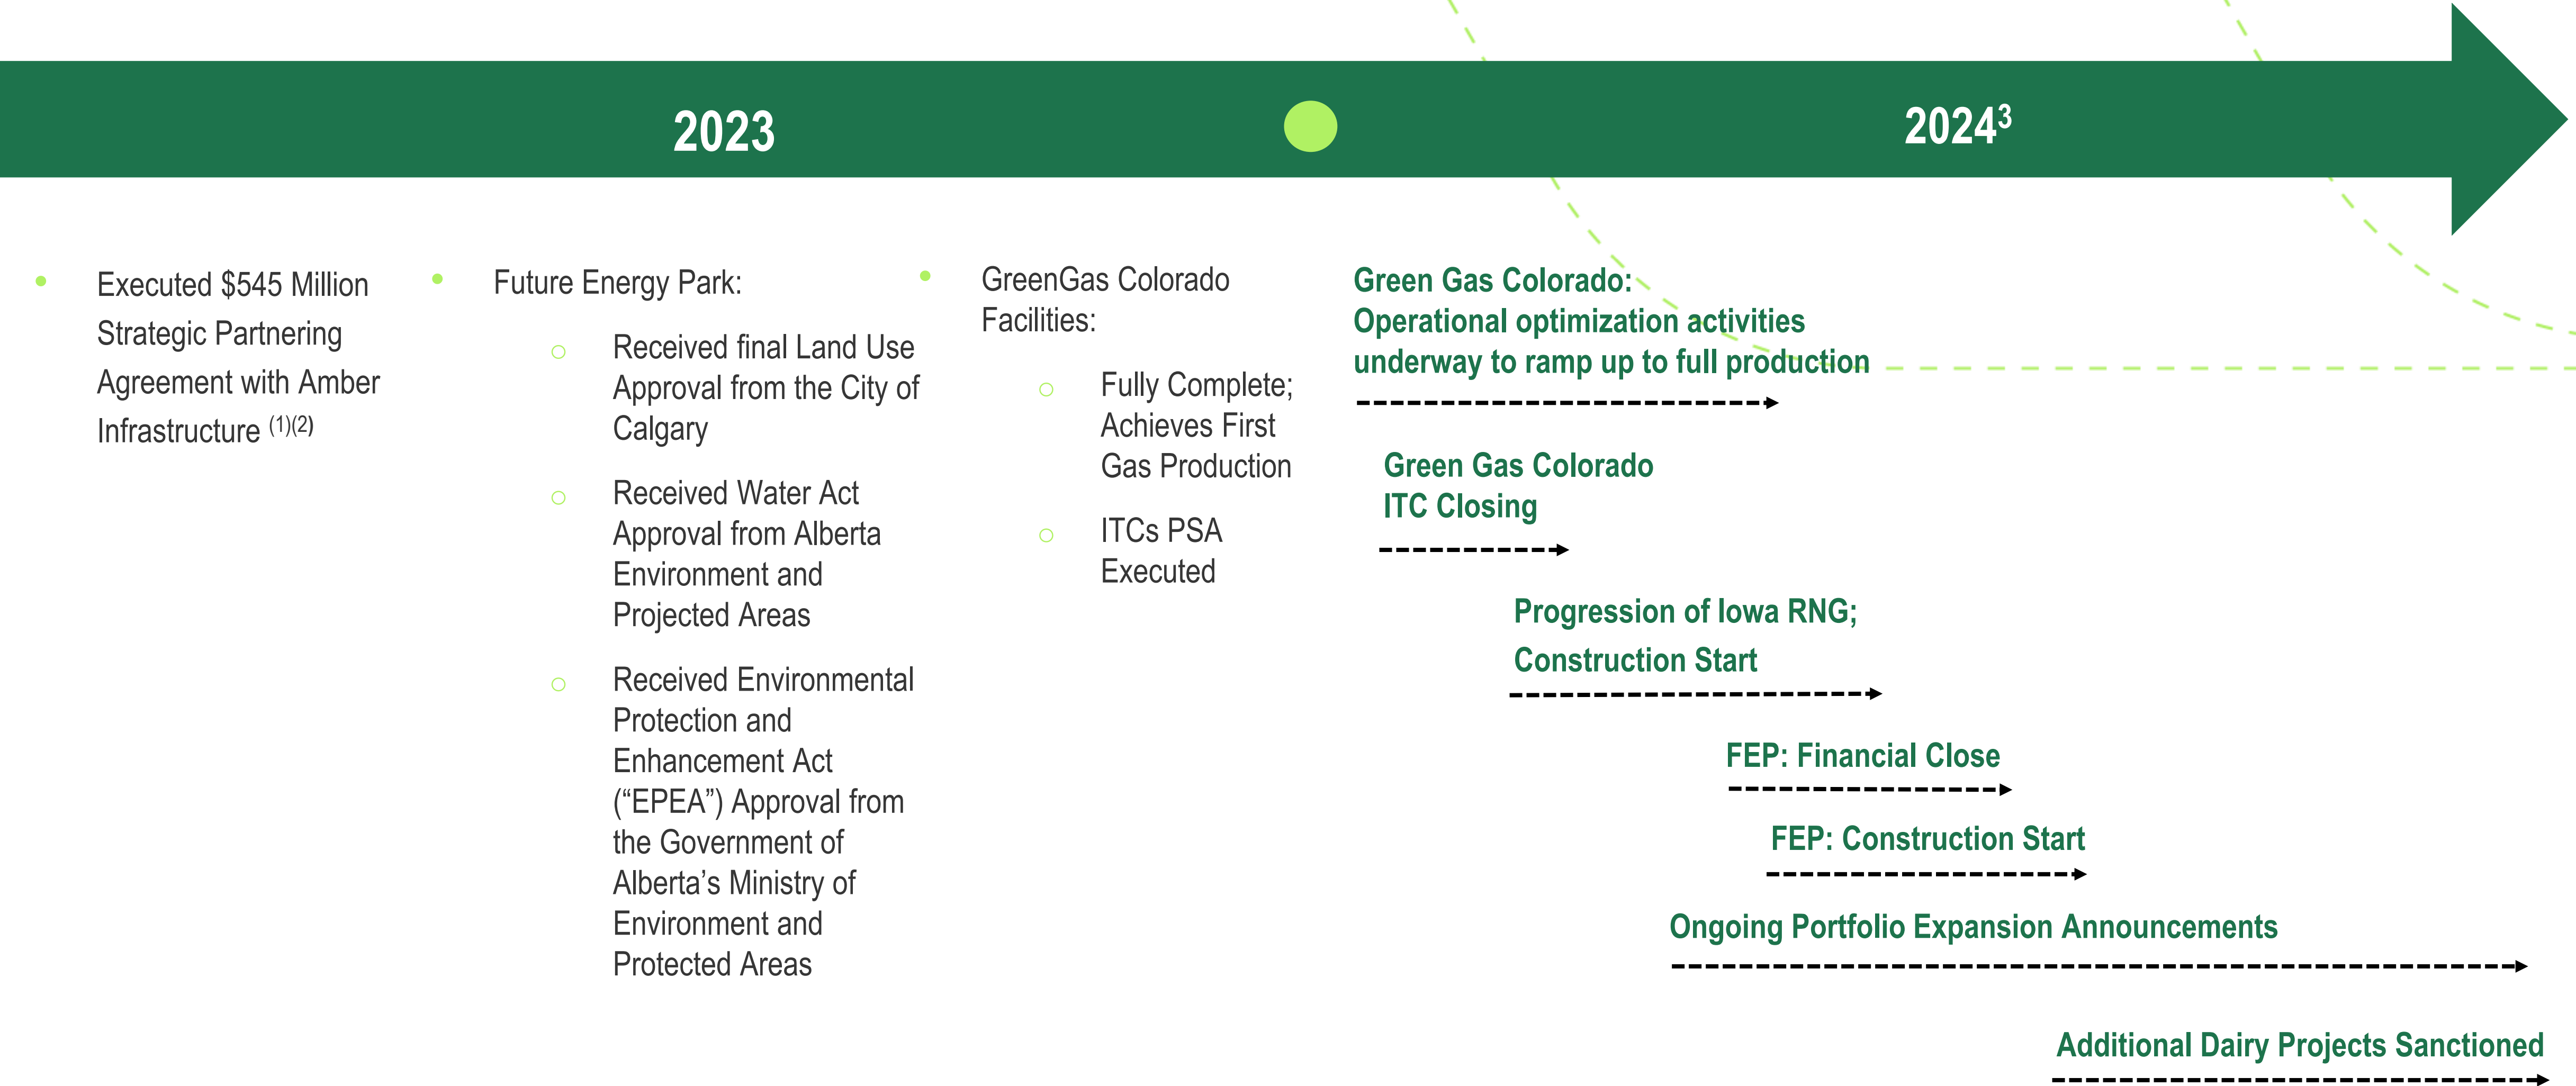 2023
2024³
Executed $545 Million
Strategic Partnering
Agreement with Amber
Infrastructure (1)(2)
Future Energy Park:
Received final Land Use
Approval from the City of
Calgary
Received Water Act
Approval from Alberta
Environment and
Projected Areas
Received Environmental
Protection and
Enhancement Act
(“EPEA”) Approval from
the Government of
Alberta’s Ministry of
Environment and
Protected Areas
GreenGas Colorado
Facilities:
Fully Complete;
Achieves First
Gas Production
ITCs PSA
Executed
Green Gas Colorado:
Operational optimization activities
underway to ramp up to full production
Green Gas Colorado
ITC Closing
Progression of Iowa RNG;
Construction Start
FEP: Financial Close
FEP: Construction Start
Ongoing Portfolio Expansion Announcements
Additional Dairy Projects Sanctioned